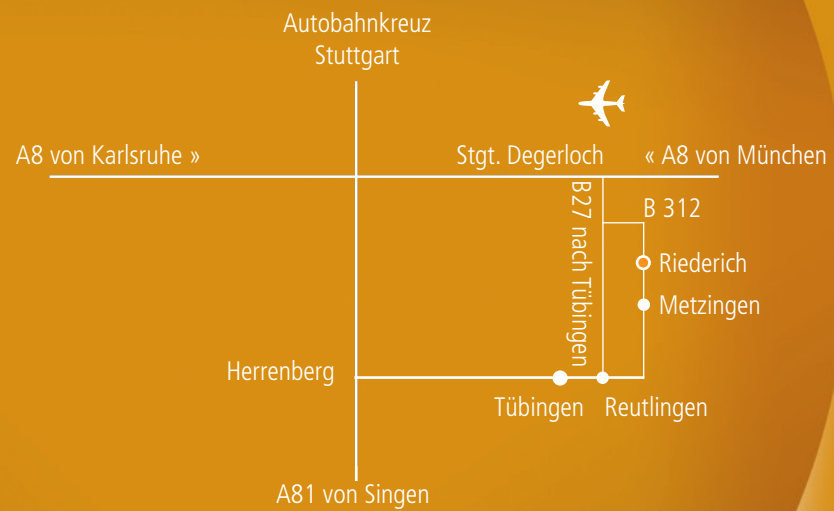 Autobahnkreuz
Stuttgart
A8 von Karlsruhe »
Stgt. Degerloch
« A8 von München
B27 nach Tübingen
B 312
Riederich
Metzingen
Herrenberg
Tübingen
Reutlingen
A81 von Singen